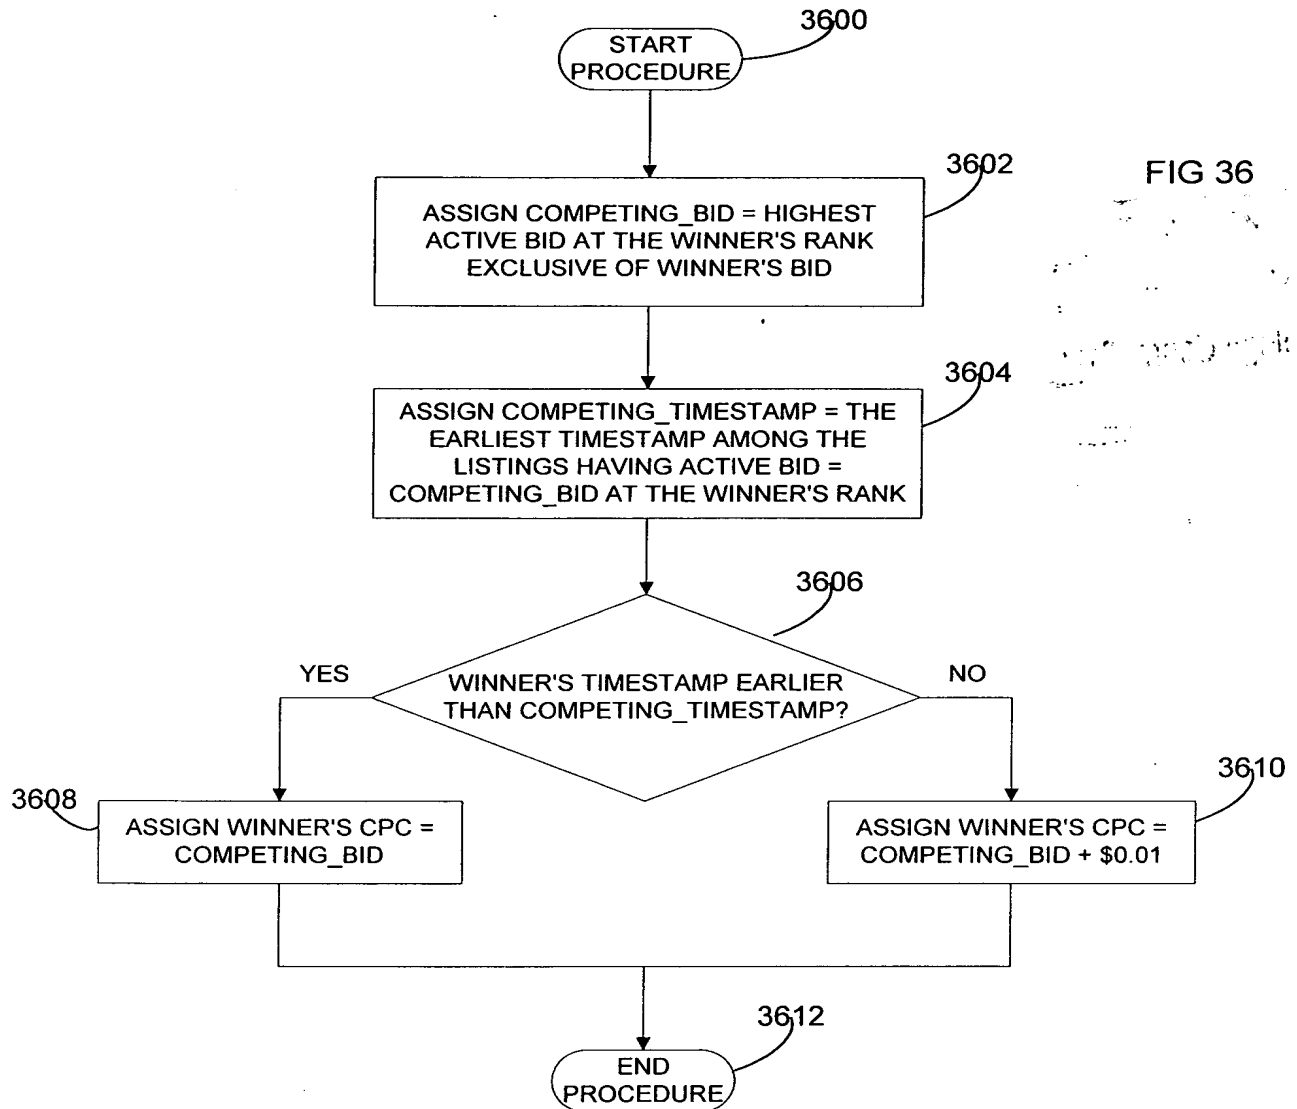 3600
START
PROCEDURE
3602
FIG 36
ASSIGN COMPETING_BID = HIGHEST
ACTIVE BID AT THE WINNER'S RANK
EXCLUSIVE OF WINNER'S BID
3604
ASSIGN COMPETING_TIMESTAMP = THE
EARLIEST TIMESTAMP AMONG THE
LISTINGS HAVING ACTIVE BID =
COMPETING_BID AT THE WINNER'S RANK
3606
YES
WINNER'S TIMESTAMP EARLIER
THAN COMPETING_TIMESTAMP?
NO
3608
ASSIGN WINNER'S CPC =
COMPETING_BID
3610
ASSIGN WINNER'S CPC =
COMPETING_BID + $0.01
3612
END
PROCEDURE